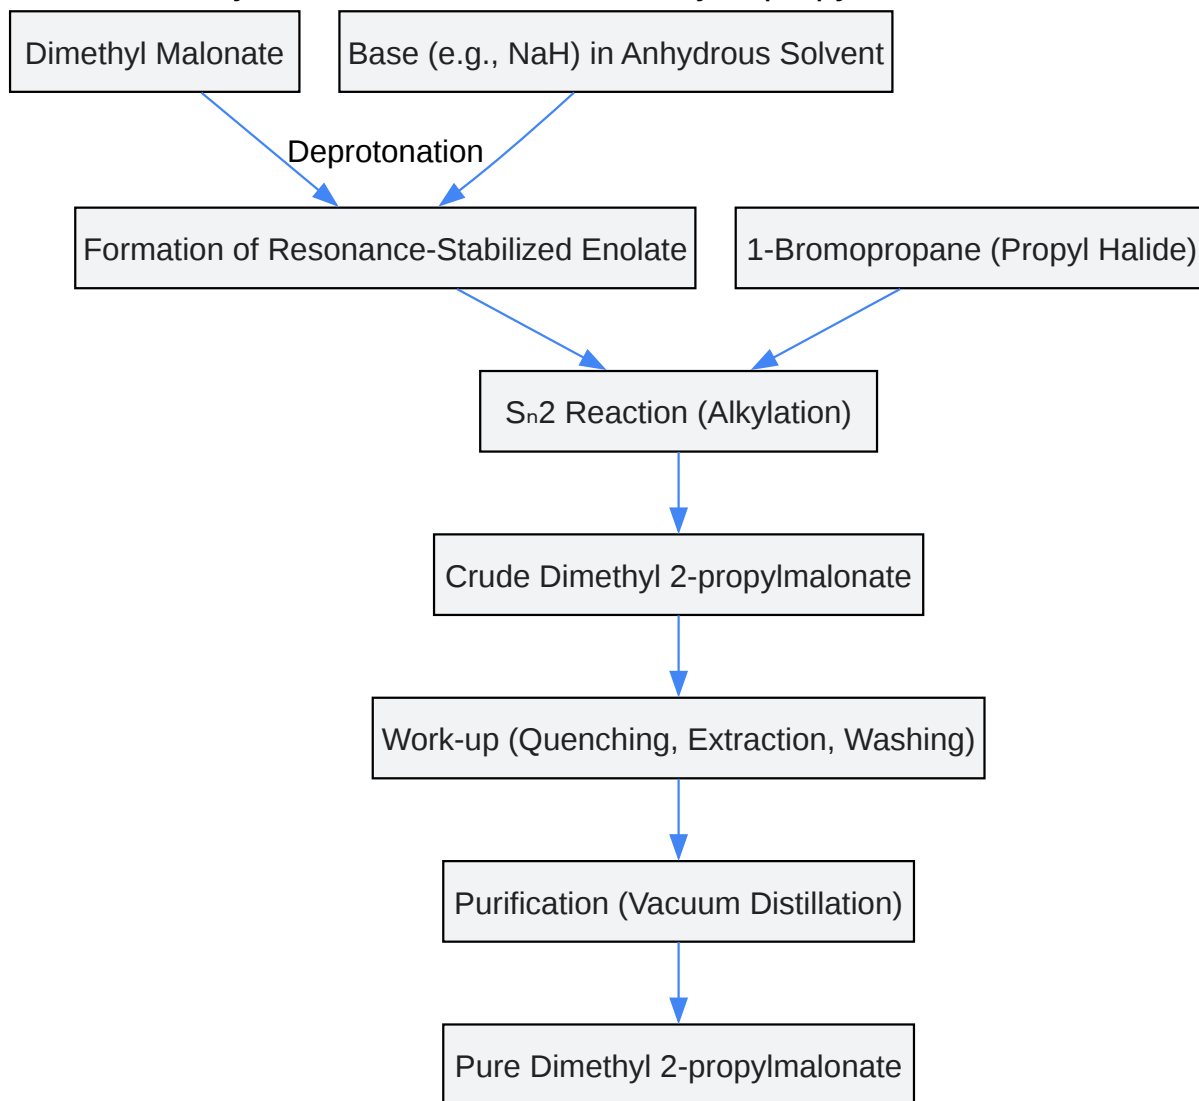 Dimethyl Malonate
Base (e.g., NaH) in Anhydrous Solvent
Deprotonation
Formation of Resonance-Stabilized Enolate
1-Bromopropane (Propyl Halide)
Sₙ2 Reaction (Alkylation)
Crude Dimethyl 2-propylmalonate
Work-up (Quenching, Extraction, Washing)
Purification (Vacuum Distillation)
Pure Dimethyl 2-propylmalonate